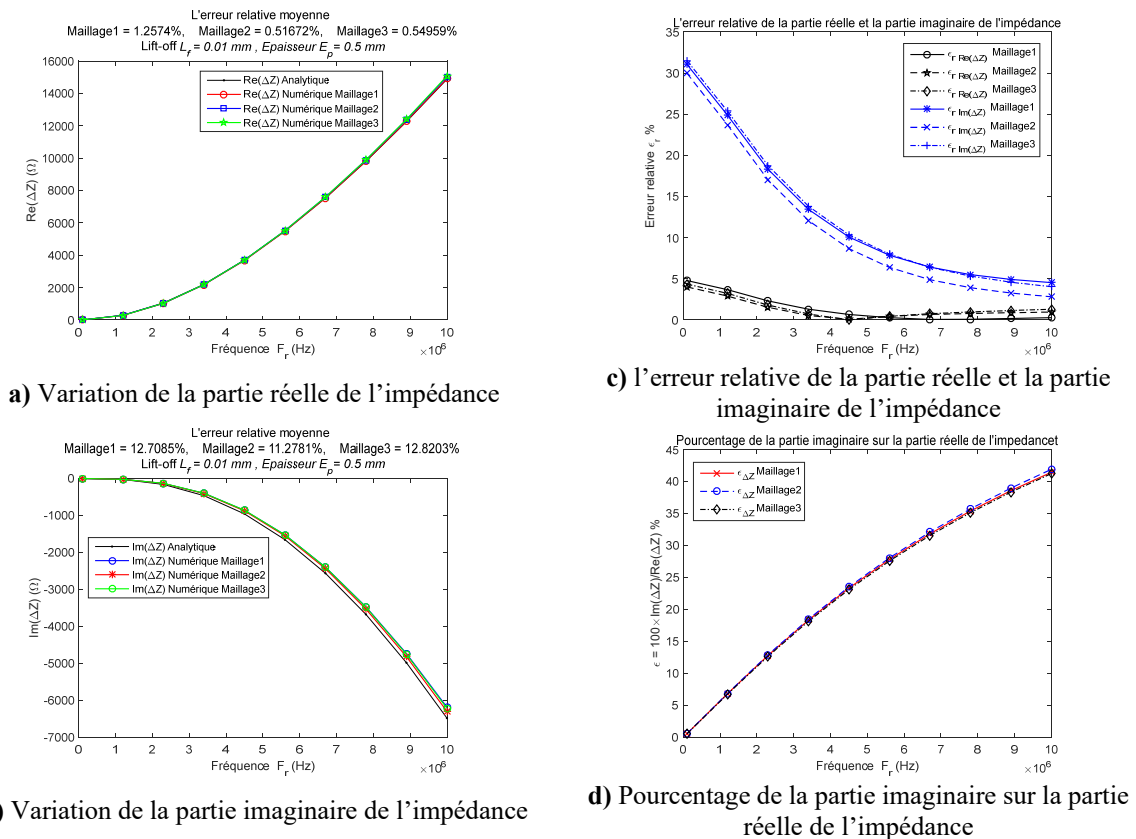 L'erreur relative moyenne
Maillage1 = 1.2574%, Maillage2 = 0.51672%, Maillage3 = 0.54959%
Lift-off L_f = 0.01 mm , Epaisseur E_p = 0.5 mm
16000
14000
12000
10000
8000
6000
4000
2000
0
Re(ΔZ) (Ω)
Re(ΔZ) Analytique
Re(ΔZ) Numérique Maillage1
Re(ΔZ) Numérique Maillage2
Re(ΔZ) Numérique Maillage3
0 1 2 3 4 5 6 7 8 9 10
Fréquence F_r (Hz)
×10⁶
a) Variation de la partie réelle de l’impédance
L'erreur relative de la partie réelle et la partie imaginaire de l'impédance
40
35
30
25
20
15
10
5
0
Erreur relative ϵ_r %
ϵ_r Re(ΔZ) Maillage1
ϵ_r Re(ΔZ) Maillage2
ϵ_r Re(ΔZ) Maillage3
ϵ_r Im(ΔZ) Maillage1
ϵ_r Im(ΔZ) Maillage2
ϵ_r Im(ΔZ) Maillage3
0 1 2 3 4 5 6 7 8 9 10
Fréquence F_r (Hz)
×10⁶
c) l’erreur relative de la partie réelle et la partie
imaginaire de l’impédance
L'erreur relative moyenne
Maillage1 = 12.7085%, Maillage2 = 11.2781%, Maillage3 = 12.8203%
Lift-off L_f = 0.01 mm , Epaisseur E_p = 0.5 mm
0
-1000
-2000
-3000
-4000
-5000
-6000
-7000
Im(ΔZ) (Ω)
Im(ΔZ) Analytique
Im(ΔZ) Numérique Maillage1
Im(ΔZ) Numérique Maillage2
Im(ΔZ) Numérique Maillage3
0 1 2 3 4 5 6 7 8 9 10
Fréquence F_r (Hz)
×10⁶
) Variation de la partie imaginaire de l’impédance
Pourcentage de la partie imaginaire sur la partie réelle de l'impedancet
45
40
35
30
25
20
15
10
5
0
ϵ = 100×Im(ΔZ)/Re(ΔZ) %
ϵ_ΔZ Maillage1
ϵ_ΔZ Maillage2
ϵ_ΔZ Maillage3
0 1 2 3 4 5 6 7 8 9 10
Fréquence F_r (Hz)
×10⁶
d) Pourcentage de la partie imaginaire sur la partie
réelle de l’impédance